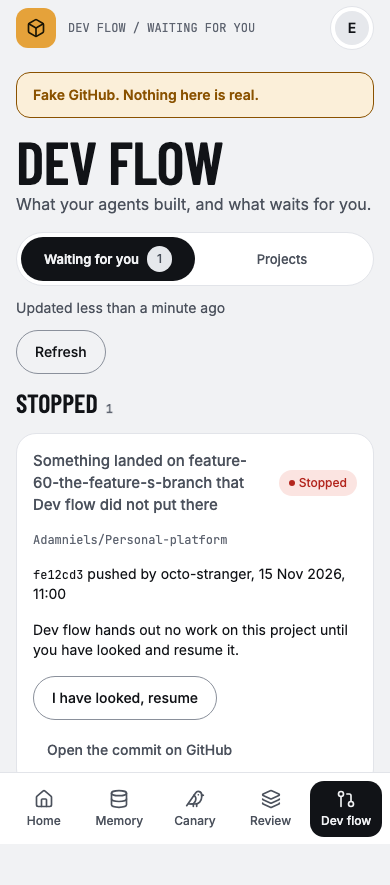 DEV FLOW / WAITING FOR YOU
E
Fake GitHub. Nothing here is real.
DEV FLOW
What your agents built, and what waits for you.
Waiting for you 1
Projects
Updated less than a minute ago
Refresh
STOPPED 1
Something landed on feature-
60-the-feature-s-branch that
Dev flow did not put there
Stopped
Adamniels/Personal-platform
fe12cd3 pushed by octo-stranger, 15 Nov 2026,
11:00
Dev flow hands out no work on this project until
you have looked and resume it.
I have looked, resume
Open the commit on GitHub
Home
Memory
Canary
Review
Dev flow